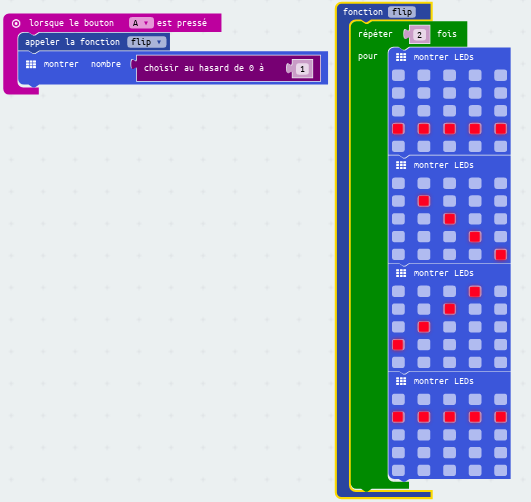 lorsque le bouton A ▾ est pressé
appeler la fonction flip ▾
montrer nombre choisir au hasard de 0 à 1
fonction flip
répéter 2 fois
pour montrer LEDs
montrer LEDs
montrer LEDs
montrer LEDs